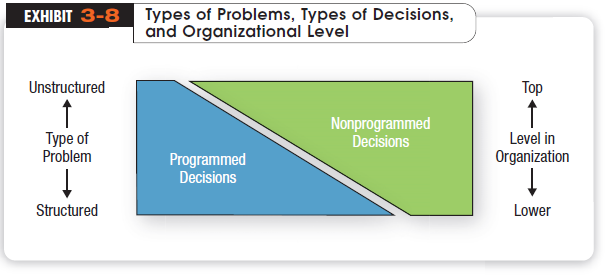 EXHIBIT 3-8
Types of Problems, Types of Decisions,
and Organizational Level
Unstructured
Type of
Problem
Structured
Programmed
Decisions
Nonprogrammed
Decisions
Top
Level in
Organization
Lower